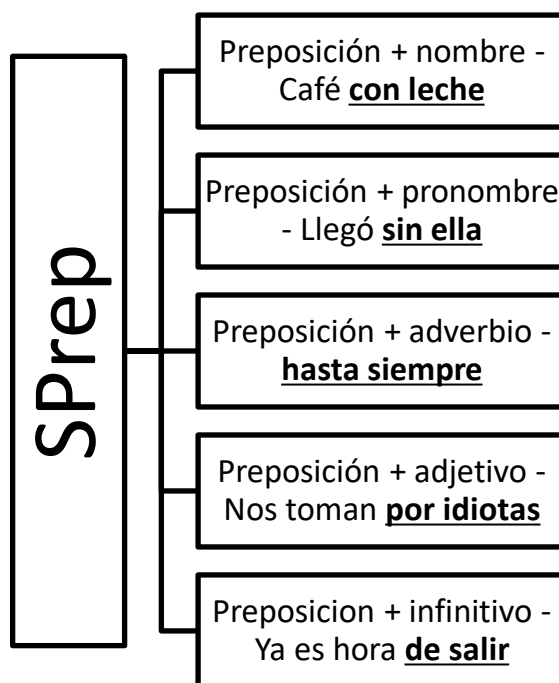 SPrep
Preposición + nombre -
Café con leche
Preposición + pronombre
- Llegó sin ella
Preposición + adverbio -
hasta siempre
Preposición + adjetivo -
Nos toman por idiotas
Preposicion + infinitivo -
Ya es hora de salir